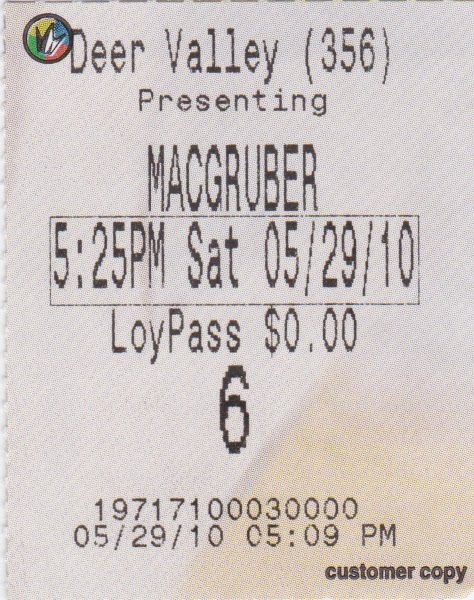 Deer Valley (356)
Presenting
MACGRUBER
5:25PM Sat 05/29/10
LoyPass $0.00
6
19717100030000
05/29/10 05:09 PM
customer copy